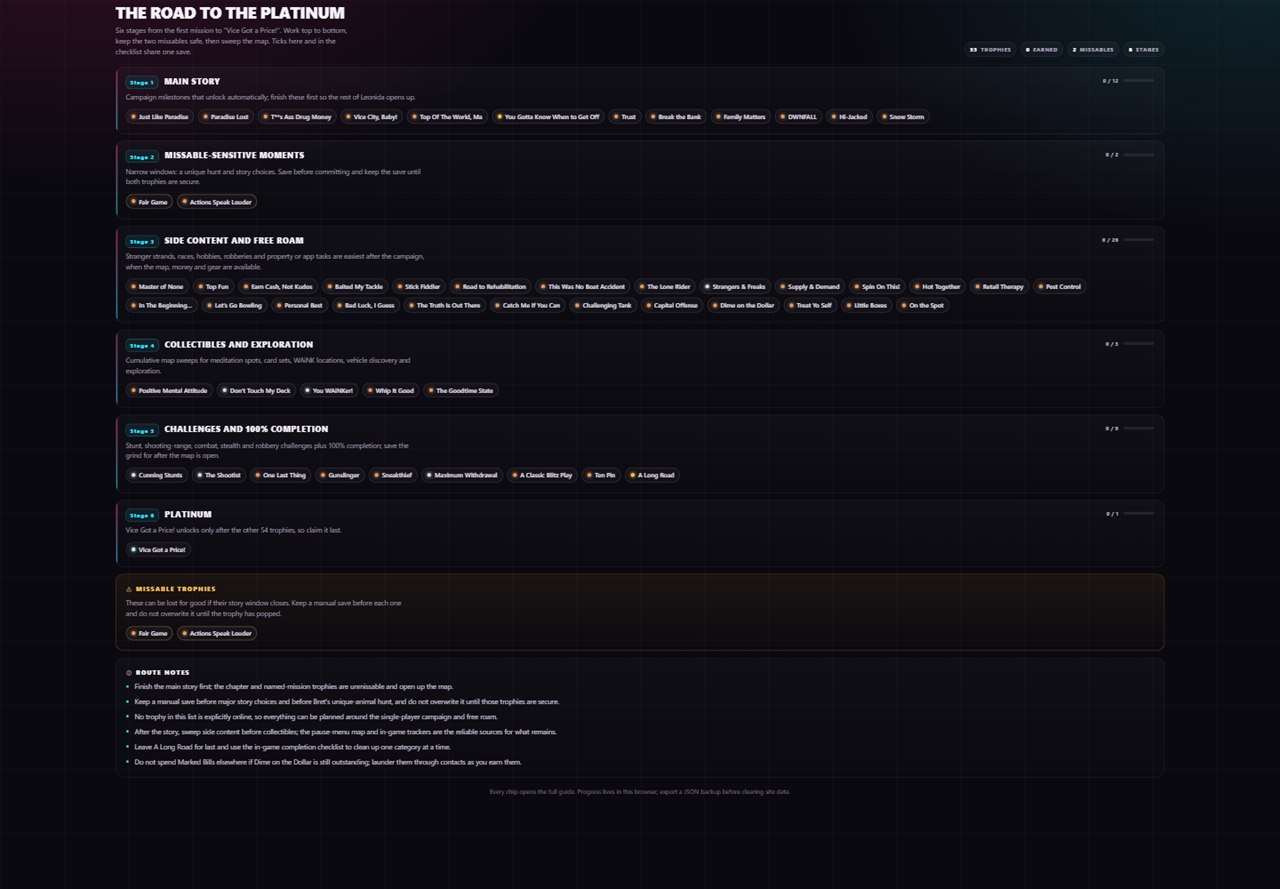 THE ROAD TO THE PLATINUM
Six stages from the first mission to "Vice Got a Price!". Work top to bottom,
keep the two missables safe, then sweep the map. Ticks here and in the
checklist share one save.
55 TROPHIES 0 EARNED 2 MISSABLES 6 STAGES
Stage 1 MAIN STORY 0 / 12
Campaign milestones that unlock automatically; finish these first so the rest of Leonida opens up.
Just Like Paradise Paradise Lost T**s Ass Drug Money Vice City, Baby! Top Of The World, Ma You Gotta Know When to Get Off Trust Break the Bank Family Matters DWNFALL Hi-Jacked Snow Storm
Stage 2 MISSABLE-SENSITIVE MOMENTS 0 / 2
Narrow windows: a unique hunt and story choices. Save before committing and keep the save until
both trophies are secure.
Fair Game Actions Speak Louder
Stage 3 SIDE CONTENT AND FREE ROAM 0 / 26
Stranger strands, races, hobbies, robberies and property or app tasks are easiest after the campaign,
when the map, money and gear are available.
Master of None Top Fun Earn Cash, Not Kudos Baited My Tackle Stick Fiddler Road to Rehabilitation This Was No Boat Accident The Lone Rider Strangers & Freaks Supply & Demand Spin On This! Hot Together Retail Therapy Pest Control
In The Beginning... Let's Go Bowling Personal Best Bad Luck, I Guess The Truth Is Out There Catch Me If You Can Challenging Tank Capital Offense Dime on the Dollar Treat Yo Self Little Boxes On the Spot
Stage 4 COLLECTIBLES AND EXPLORATION 0 / 5
Cumulative map sweeps for meditation spots, card sets, WAiNK locations, vehicle discovery and
exploration.
Positive Mental Attitude Don't Touch My Deck You WAiNKer! Whip It Good The Goodtime State
Stage 5 CHALLENGES AND 100% COMPLETION 0 / 9
Stunt, shooting-range, combat, stealth and robbery challenges plus 100% completion; save the
grind for after the map is open.
Cunning Stunts The Shootist One Last Thing Gunslinger Sneakthief Maximum Withdrawal A Classic Blitz Play Ten Pin A Long Road
Stage 6 PLATINUM 0 / 1
Vice Got a Price! unlocks only after the other 54 trophies, so claim it last.
Vice Got a Price!
⚠ MISSABLE TROPHIES
These can be lost for good if their story window closes. Keep a manual save before each one
and do not overwrite it until the trophy has popped.
Fair Game Actions Speak Louder
ROUTE NOTES
• Finish the main story first; the chapter and named-mission trophies are unmissable and open up the map.
• Keep a manual save before major story choices and before Bret's unique-animal hunt, and do not overwrite it until those trophies are secure.
• No trophy in this list is explicitly online, so everything can be planned around the single-player campaign and free roam.
• After the story, sweep side content before collectibles; the pause-menu map and in-game trackers are the reliable sources for what remains.
• Leave A Long Road for last and use the in-game completion checklist to clean up one category at a time.
• Do not spend Marked Bills elsewhere if Dime on the Dollar is still outstanding; launder them through contacts as you earn them.
Every chip opens the full guide. Progress lives in this browser; export a JSON backup before clearing site data.